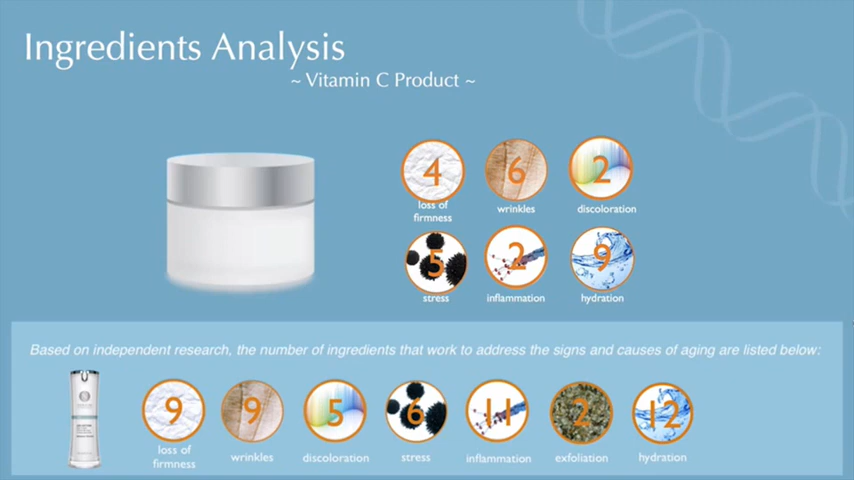 Ingredients Analysis
~ Vitamin C Product ~
4
6
2
loss of
firmness
wrinkles
discoloration
5
2
9
stress
inflammation
hydration
Based on independent research, the number of ingredients that work to address the signs and causes of aging are listed below:
9
9
5
6
11
2
12
loss of
firmness
wrinkles
discoloration
stress
inflammation
exfoliation
hydration